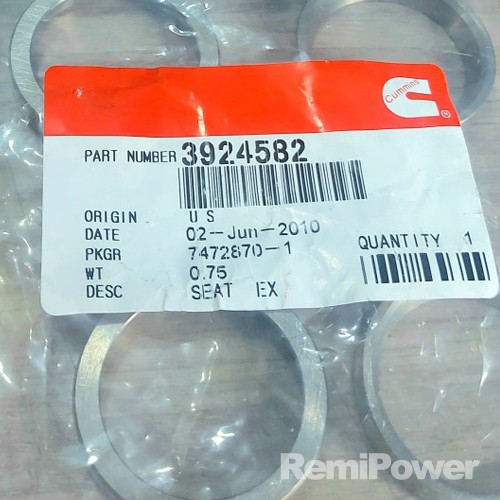 Cummins
®
PART NUMBER 3924582
ORIGIN US
DATE 02-Jun-2010
PKGR 7472870-1
QUANTITY 1
WT 0.75
DESC SEAT EX
RemiPower